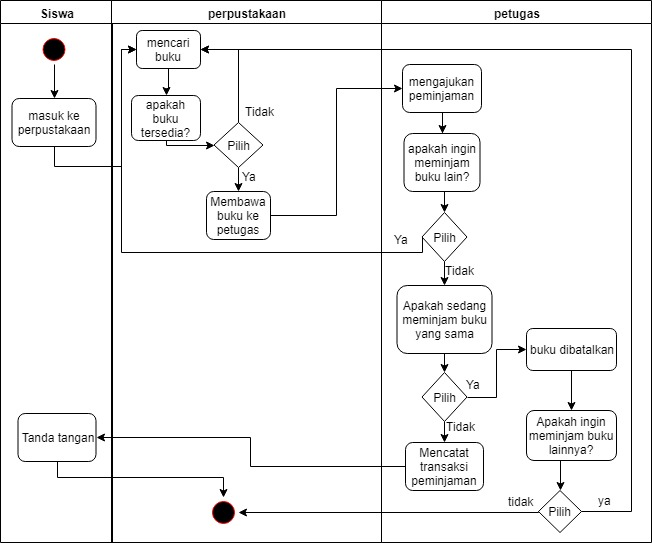 Siswa
perpustakaan
petugas
mencari
buku
masuk ke
perpustakaan
apakah
buku
tersedia?
Tidak
Pilih
Ya
Membawa
buku ke
petugas
mengajukan
peminjaman
apakah ingin
meminjam
buku lain?
Pilih
Ya
Tidak
Apakah sedang
meminjam buku
yang sama
Pilih
Ya
Tidak
buku dibatalkan
Apakah ingin
meminjam buku
lainnya?
Pilih
tidak
ya
Mencatat
transaksi
peminjaman
Tanda tangan